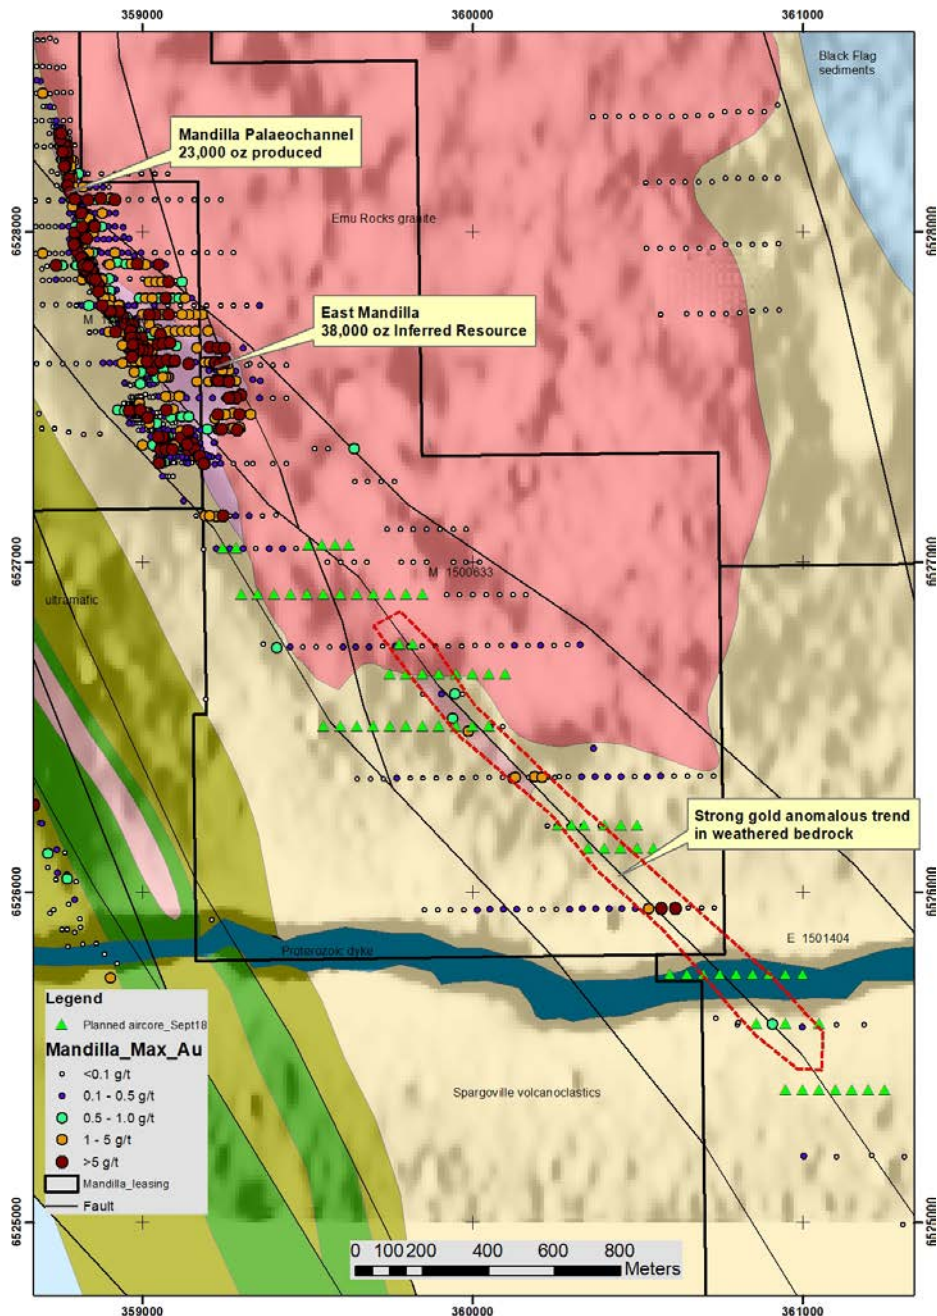 359000
360000
361000
Black Flag
sediments
Mandilla Palaeochannel
23,000 oz produced
6528000
Emu Rocks granite
6528000
East Mandilla
38,000 oz Inferred Resource
6527000
M 1500633
6527000
ultramafic
Strong gold anomalous trend
in weathered bedrock
6526000
6526000
E 1501404
Proterozoic dyke
Legend
Planned aircore_Sept18
Mandilla_Max_Au
<0.1 g/t
0.1 - 0.5 g/t
0.5 - 1.0 g/t
1 - 5 g/t
>5 g/t
Mandilla_leasing
Fault
Spargoville volcanoclastics
6525000
6525000
0 100 200 400 600 800
Meters
359000
360000
361000